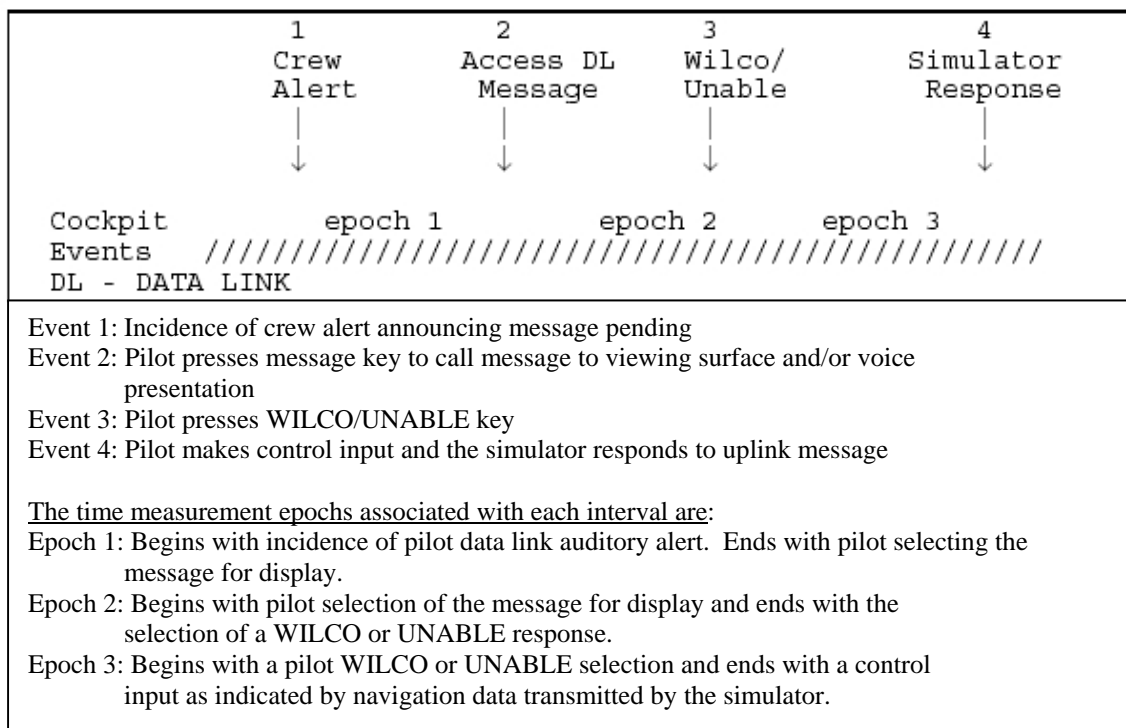 1 2 3 4
Crew Access DL Wilco/ Simulator
Alert Message Unable Response
Cockpit epoch 1 epoch 2 epoch 3
Events ////////////////////////////////////////////////////
DL - DATA LINK
Event 1: Incidence of crew alert announcing message pending
Event 2: Pilot presses message key to call message to viewing surface and/or voice
presentation
Event 3: Pilot presses WILCO/UNABLE key
Event 4: Pilot makes control input and the simulator responds to uplink message
The time measurement epochs associated with each interval are:
Epoch 1: Begins with incidence of pilot data link auditory alert. Ends with pilot selecting the
message for display.
Epoch 2: Begins with pilot selection of the message for display and ends with the
selection of a WILCO or UNABLE response.
Epoch 3: Begins with a pilot WILCO or UNABLE selection and ends with a control
input as indicated by navigation data transmitted by the simulator.